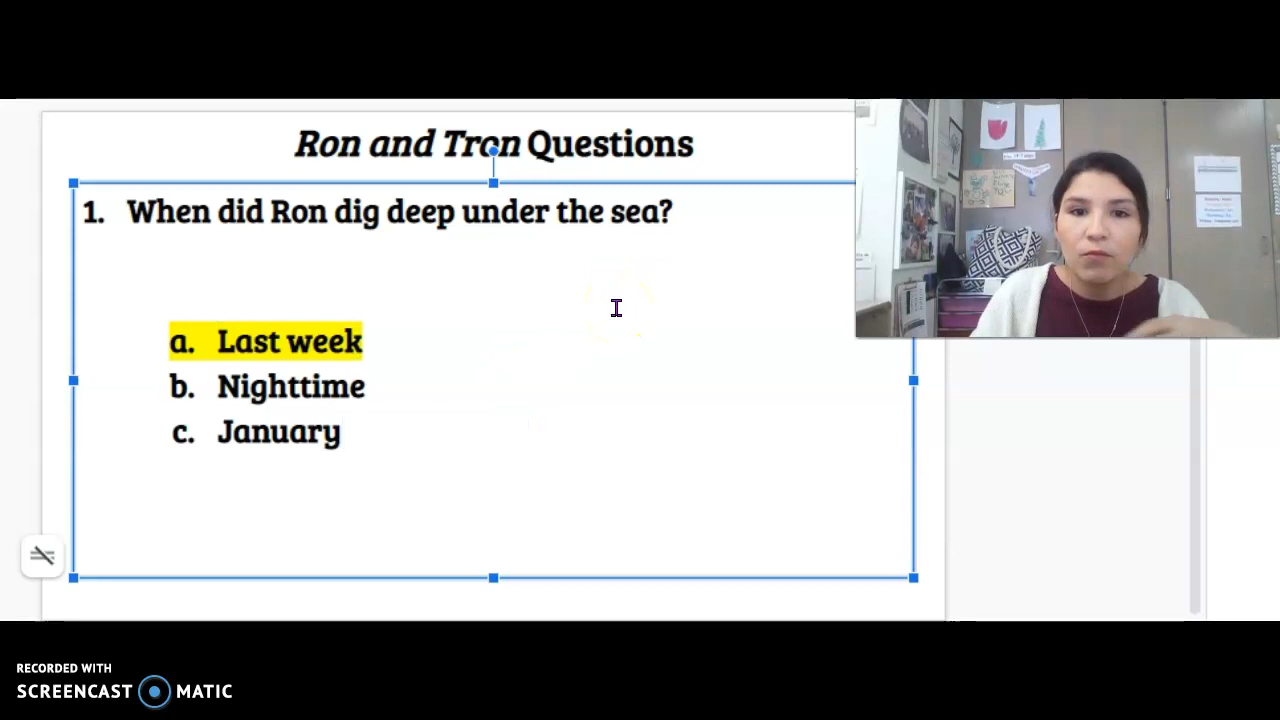 Ron and Tron Questions
1. When did Ron dig deep under the sea?
a. Last week
b. Nighttime
c. January
RECORDED WITH
SCREENCAST MATIC